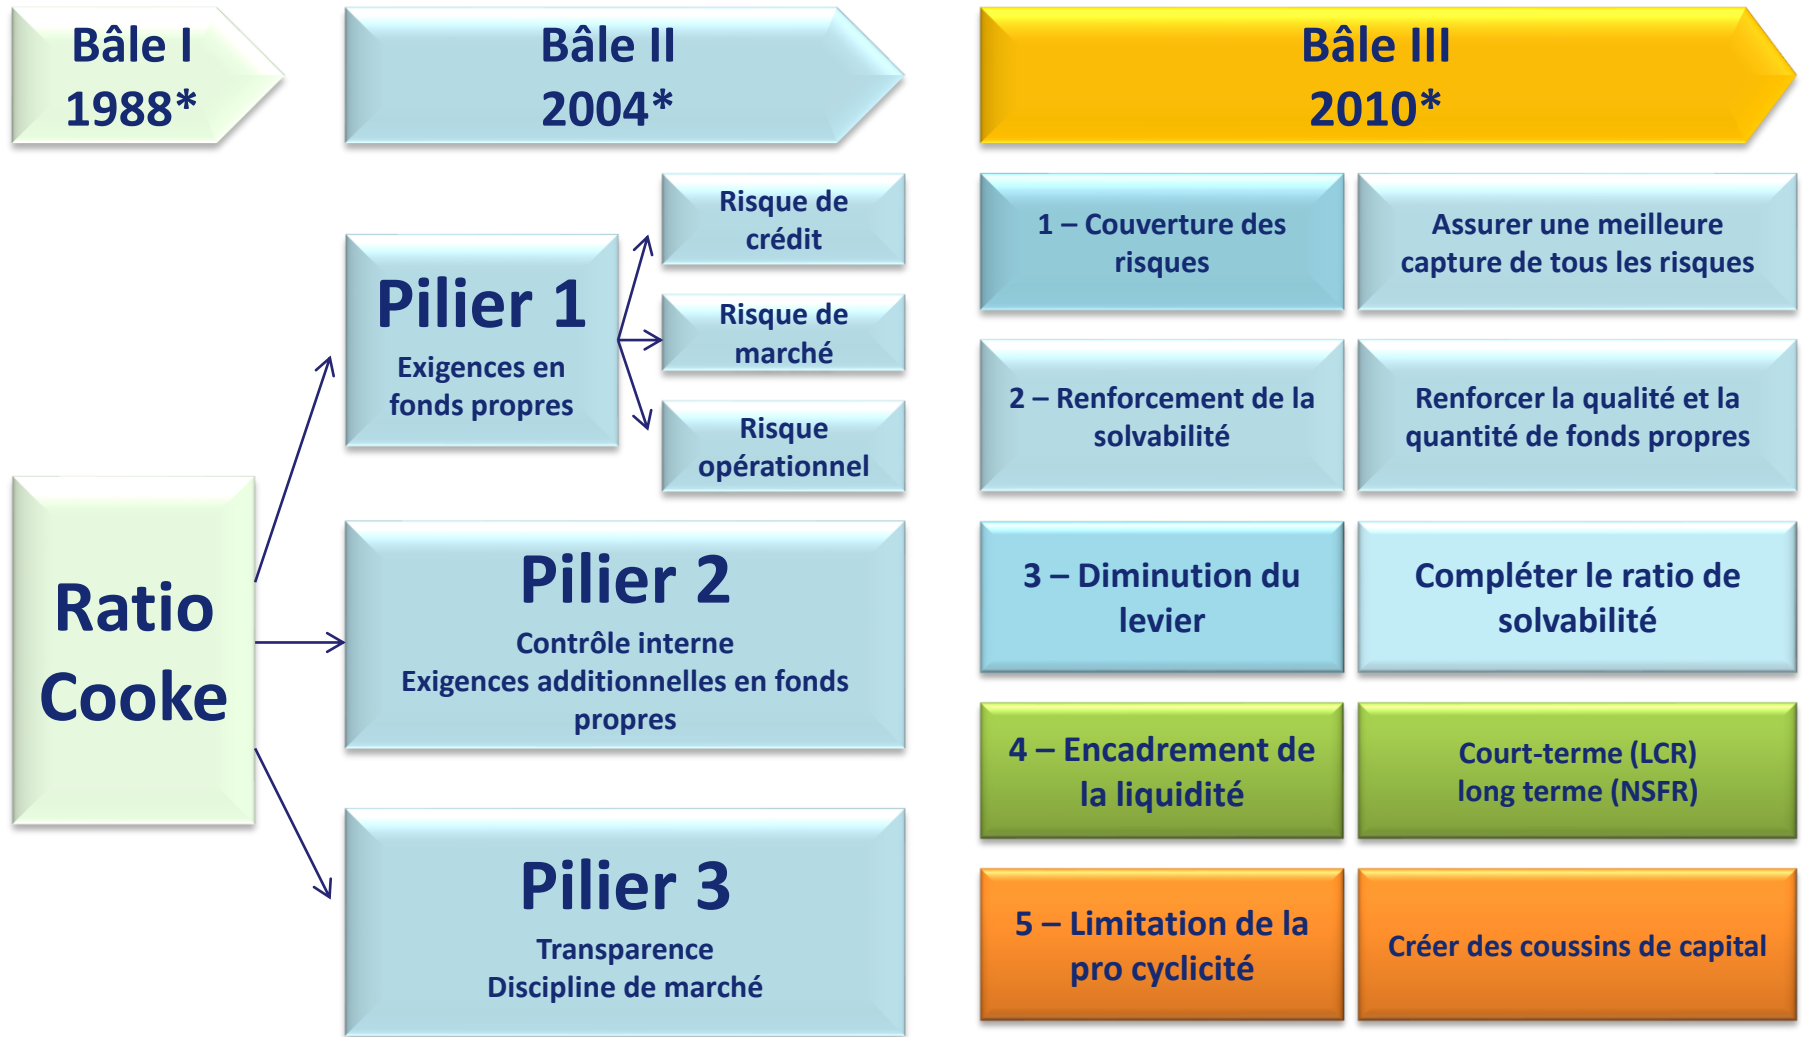 Bâle I
1988*
Bâle II
2004*
Bâle III
2010*
Ratio
Cooke
Pilier 1
Exigences en
fonds propres
Risque de
crédit
Risque de
marché
Risque
opérationnel
Pilier 2
Contrôle interne
Exigences additionnelles en fonds
propres
Pilier 3
Transparence
Discipline de marché
1 – Couverture des
risques
Assurer une meilleure
capture de tous les risques
2 – Renforcement de la
solvabilité
Renforcer la qualité et la
quantité de fonds propres
3 – Diminution du
levier
Compléter le ratio de
solvabilité
4 – Encadrement de
la liquidité
Court-terme (LCR)
long terme (NSFR)
5 – Limitation de la
pro cyclicité
Créer des coussins de capital